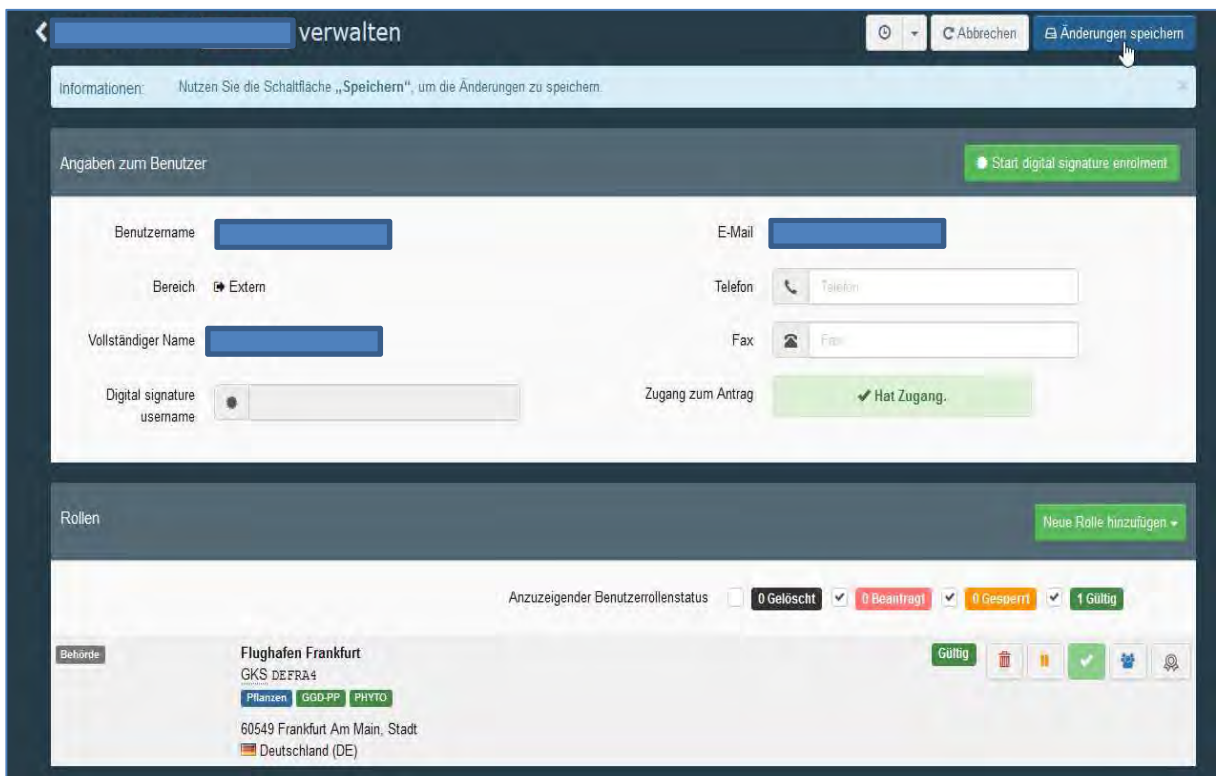 verwalten
Abbrechen
Änderungen speichern
Informationen: Nutzen Sie die Schaltfläche „Speichern“, um die Änderungen zu speichern.
Angaben zum Benutzer
Start digital signature enrolment
Benutzername
E-Mail
Bereich Extern
Telefon Telefon
Vollständiger Name
Fax Fax
Digital signature username
Zugang zum Antrag Hat Zugang.
Rollen
Neue Rolle hinzufügen
Anzuzeigender Benutzerrollenstatus 0 Gelöscht 0 Beantragt 0 Gesperrt 1 Gültig
Behörde
Flughafen Frankfurt
Gültig
GKS DEFRA4
Pflanzen GGD-PP PHYTO
60549 Frankfurt Am Main, Stadt
Deutschland (DE)